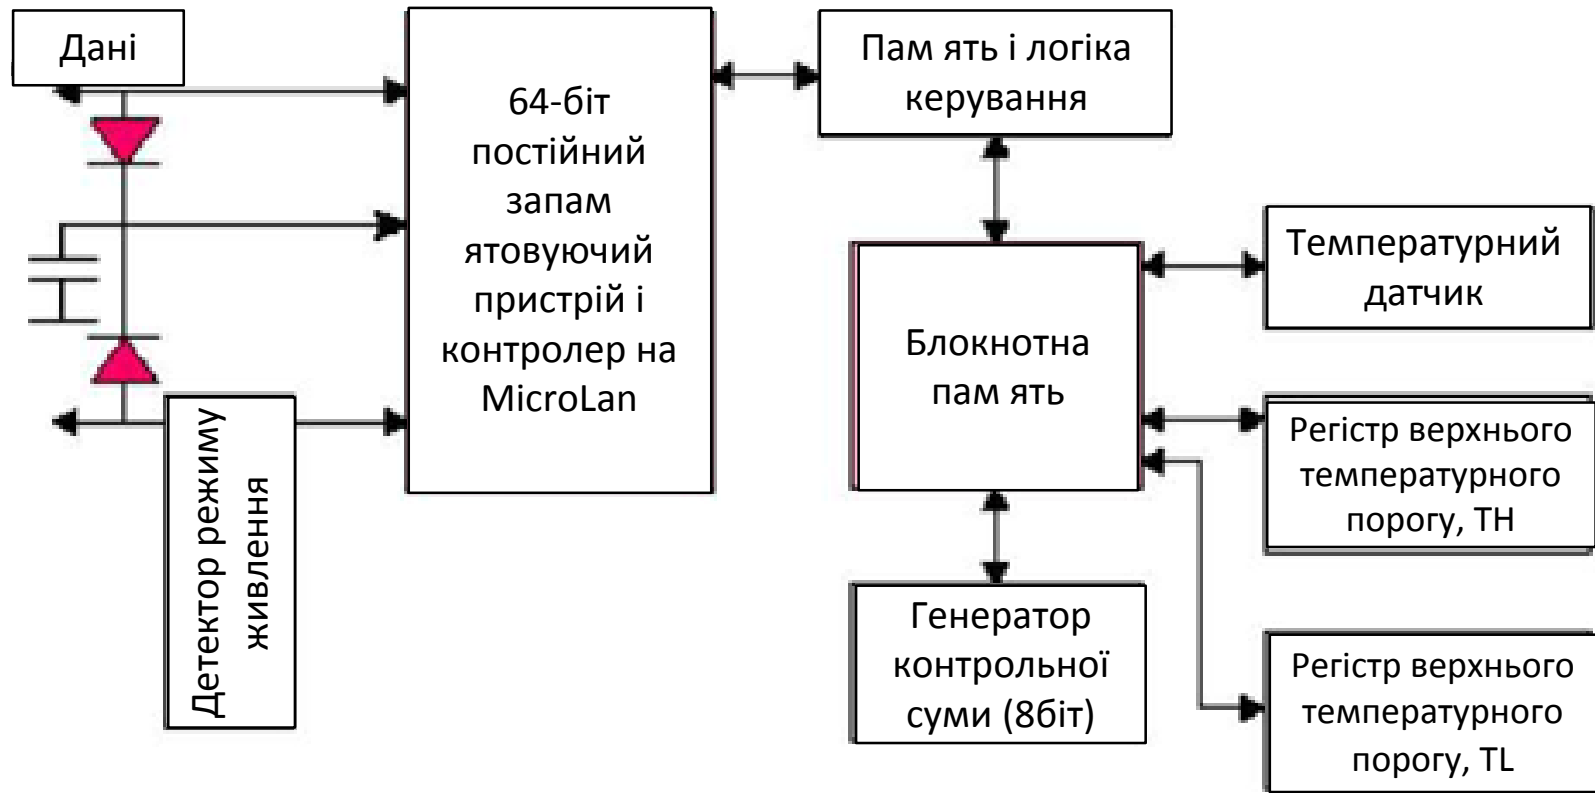 Дані
64-біт
постійний
запам
ятовуючий
пристрій і
контролер на
MicroLan
Пам ять і логіка
керування
Температурний
датчик
Блокнотна
пам ять
Регістр верхнього
температурного
порогу, TH
Детектор режиму
живлення
Генератор
контрольної
суми (8біт)
Регістр верхнього
температурного
порогу, TL